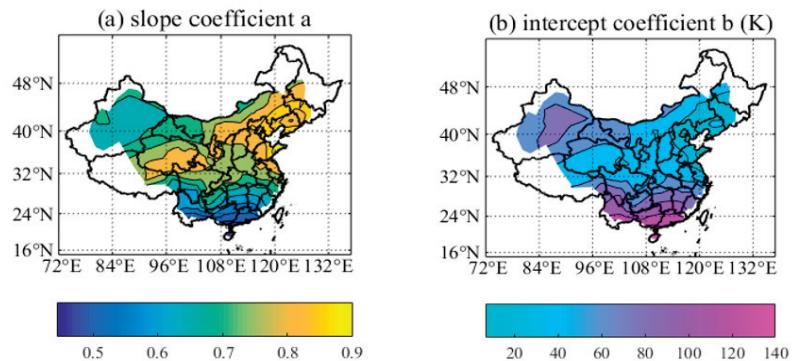 (a) slope coefficient a
48°N
40°N
32°N
24°N
16°N
72°E 84°E 96°E 108°E 120°E 132°E
0.5 0.6 0.7 0.8 0.9
(b) intercept coefficient b (K)
48°N
40°N
32°N
24°N
16°N
72°E 84°E 96°E 108°E 120°E 132°E
20 40 60 80 100 120 140